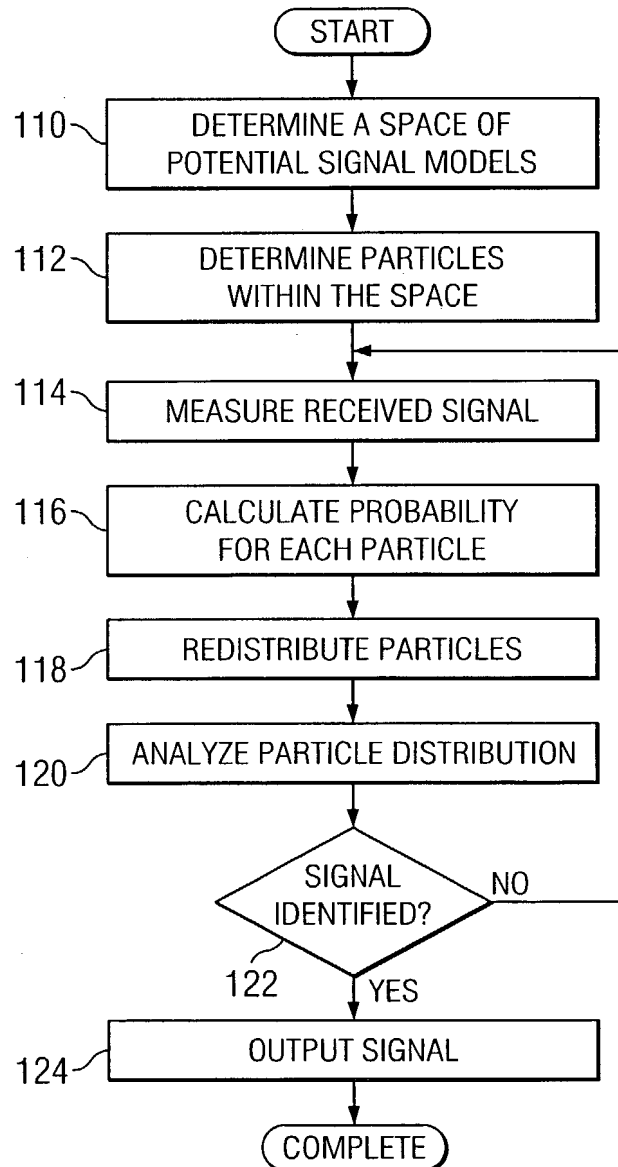 START
110
DETERMINE A SPACE OF
POTENTIAL SIGNAL MODELS
112
DETERMINE PARTICLES
WITHIN THE SPACE
114
MEASURE RECEIVED SIGNAL
116
CALCULATE PROBABILITY
FOR EACH PARTICLE
118
REDISTRIBUTE PARTICLES
120
ANALYZE PARTICLE DISTRIBUTION
SIGNAL
IDENTIFIED?
NO
122
YES
124
OUTPUT SIGNAL
COMPLETE